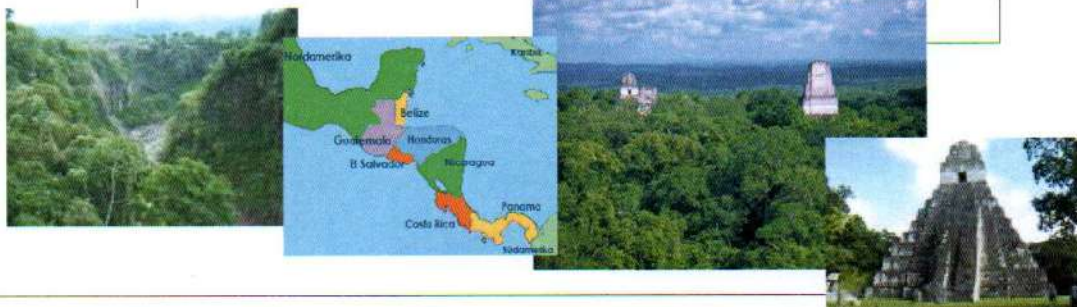 Nordamerika
Karibik
Belize
Guatemala
Honduras
El Salvador
Nicaragua
Costa Rica
Panama
Südamerika